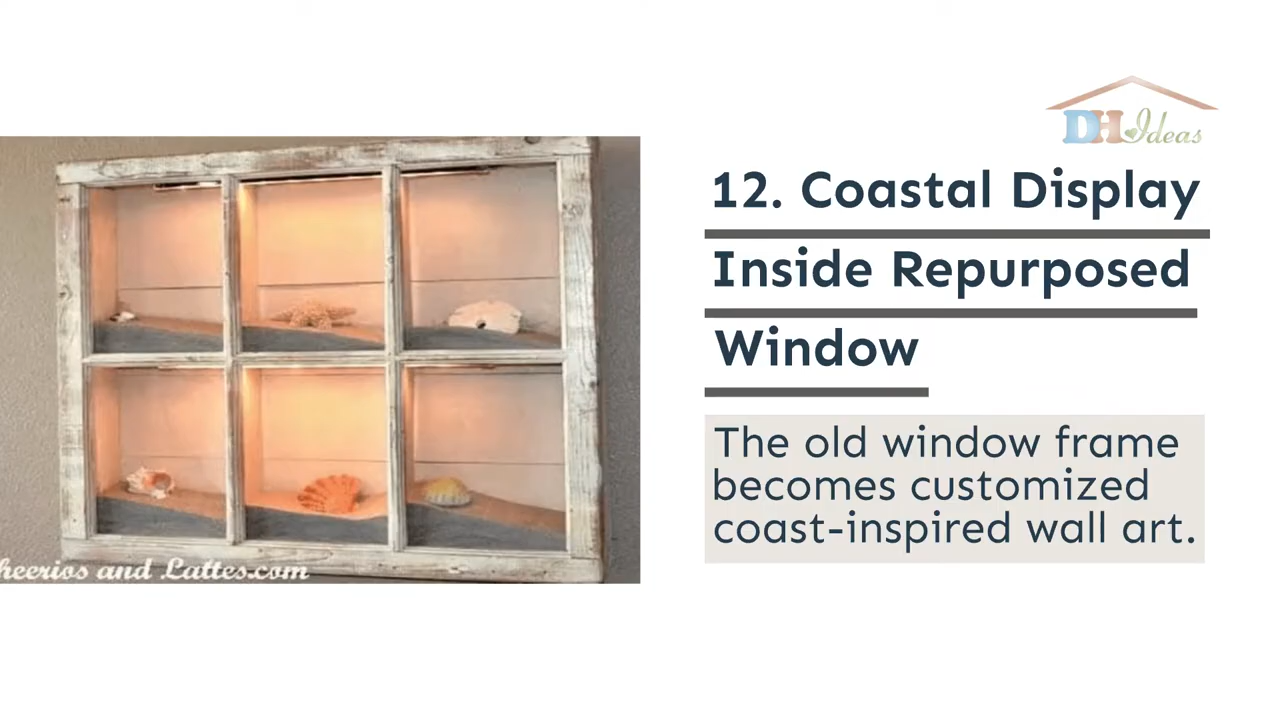 DH Ideas
12. Coastal Display
Inside Repurposed
Window
The old window frame
becomes customized
coast-inspired wall art.
heerios and Lattes.com